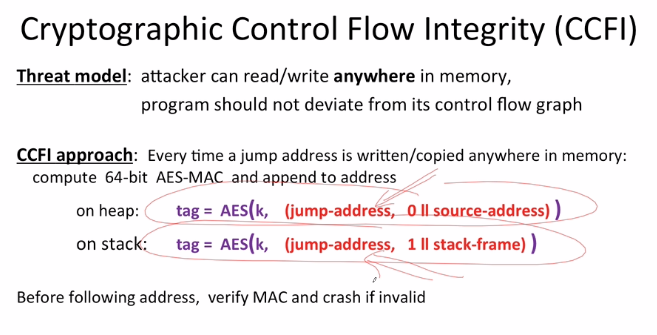 Cryptographic Control Flow Integrity (CCFI)
Threat model: attacker can read/write anywhere in memory,
program should not deviate from its control flow graph
CCFI approach: Every time a jump address is written/copied anywhere in memory:
compute 64-bit AES-MAC and append to address
on heap: tag = AES(k, (jump-address, 0 ll source-address) )
on stack: tag = AES(k, (jump-address, 1 ll stack-frame) )
Before following address, verify MAC and crash if invalid